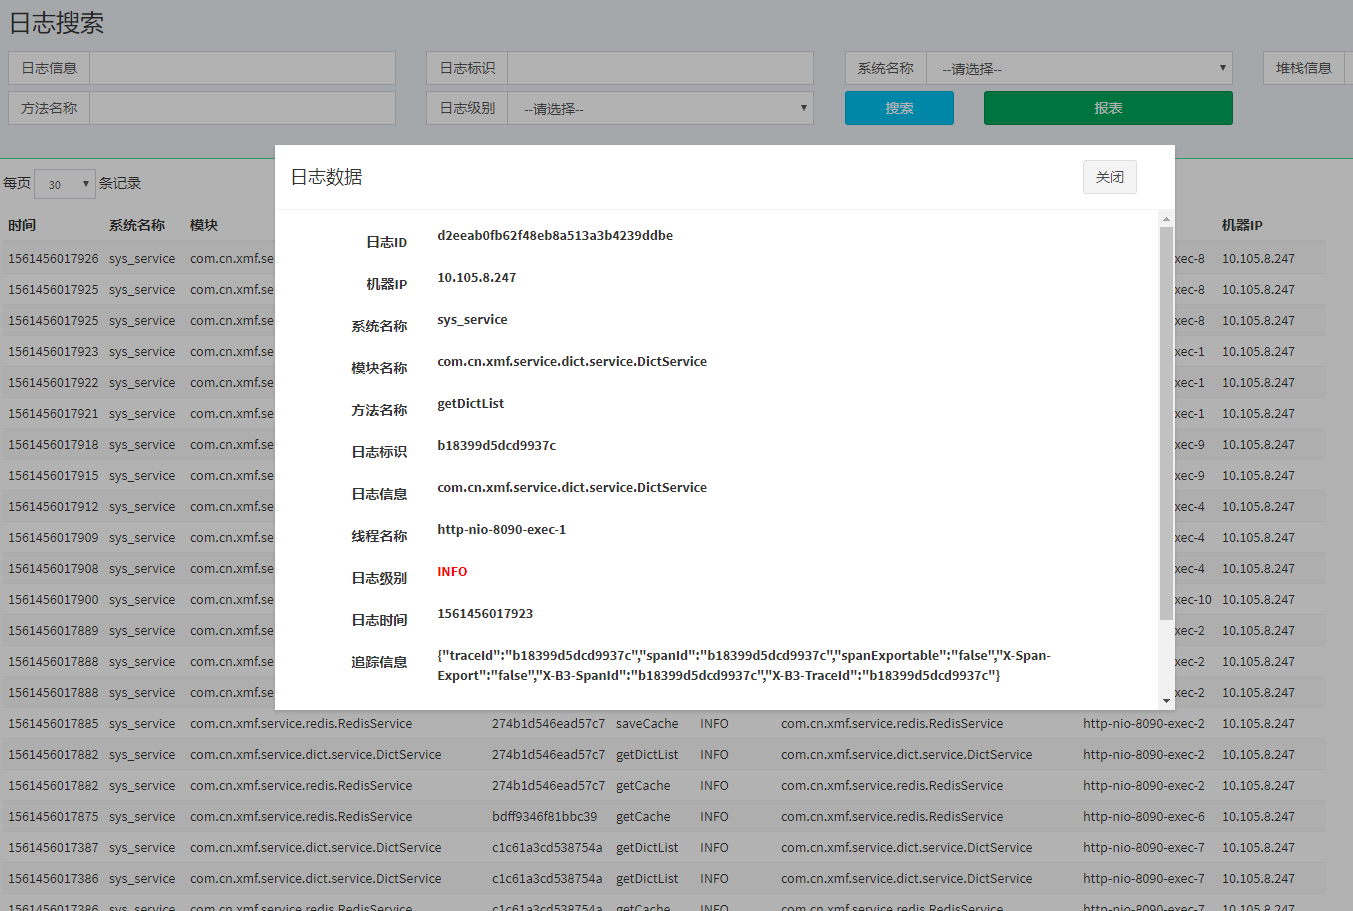 日志搜索
日志信息
日志标识
系统名称 --请选择--
堆栈信息
方法名称
日志级别 --请选择--
搜索
报表
每页 30 条记录
时间 系统名称 模块 机器IP
日志数据
关闭
日志ID d2eeab0fb62f48eb8a513a3b4239ddbe
机器IP 10.105.8.247
系统名称 sys_service
模块名称 com.cn.xmf.service.dict.service.DictService
方法名称 getDictList
日志标识 b18399d5dcd9937c
日志信息 com.cn.xmf.service.dict.service.DictService
线程名称 http-nio-8090-exec-1
日志级别 INFO
日志时间 1561456017923
追踪信息 {"traceId":"b18399d5dcd9937c","spanId":"b18399d5dcd9937c","spanExportable":"false","X-Span-
Export":"false","X-B3-SpanId":"b18399d5dcd9937c","X-B3-TraceId":"b18399d5dcd9937c"}
1561456017926 sys_service com.cn.xmf.se xec-8 10.105.8.247
1561456017925 sys_service com.cn.xmf.se xec-8 10.105.8.247
1561456017925 sys_service com.cn.xmf.se xec-8 10.105.8.247
1561456017923 sys_service com.cn.xmf.se xec-1 10.105.8.247
1561456017922 sys_service com.cn.xmf.se xec-1 10.105.8.247
1561456017921 sys_service com.cn.xmf.se xec-1 10.105.8.247
1561456017918 sys_service com.cn.xmf.se xec-9 10.105.8.247
1561456017915 sys_service com.cn.xmf.se xec-9 10.105.8.247
1561456017912 sys_service com.cn.xmf.se xec-4 10.105.8.247
1561456017909 sys_service com.cn.xmf.se xec-4 10.105.8.247
1561456017908 sys_service com.cn.xmf.se xec-4 10.105.8.247
1561456017900 sys_service com.cn.xmf.se xec-10 10.105.8.247
1561456017889 sys_service com.cn.xmf.se xec-2 10.105.8.247
1561456017888 sys_service com.cn.xmf.se xec-2 10.105.8.247
1561456017888 sys_service com.cn.xmf.se xec-2 10.105.8.247
1561456017885 sys_service com.cn.xmf.service.redis.RedisService 274b1d546ead57c7 saveCache INFO com.cn.xmf.service.redis.RedisService http-nio-8090-exec-2 10.105.8.247
1561456017882 sys_service com.cn.xmf.service.dict.service.DictService 274b1d546ead57c7 getDictList INFO com.cn.xmf.service.dict.service.DictService http-nio-8090-exec-2 10.105.8.247
1561456017882 sys_service com.cn.xmf.service.redis.RedisService 274b1d546ead57c7 getCache INFO com.cn.xmf.service.redis.RedisService http-nio-8090-exec-2 10.105.8.247
1561456017875 sys_service com.cn.xmf.service.redis.RedisService bdff9346f81bbc39 getCache INFO com.cn.xmf.service.redis.RedisService http-nio-8090-exec-6 10.105.8.247
1561456017387 sys_service com.cn.xmf.service.dict.service.DictService c1c61a3cd538754a getDictList INFO com.cn.xmf.service.dict.service.DictService http-nio-8090-exec-7 10.105.8.247
1561456017386 sys_service com.cn.xmf.service.dict.service.DictService c1c61a3cd538754a getDictList INFO com.cn.xmf.service.dict.service.DictService http-nio-8090-exec-7 10.105.8.247
1561456017386 sys_service com.cn.xmf.service.redis.RedisService c1c61a3cd538754a getCache INFO com.cn.xmf.service.redis.RedisService http-nio-8090-exec-7 10.105.8.247